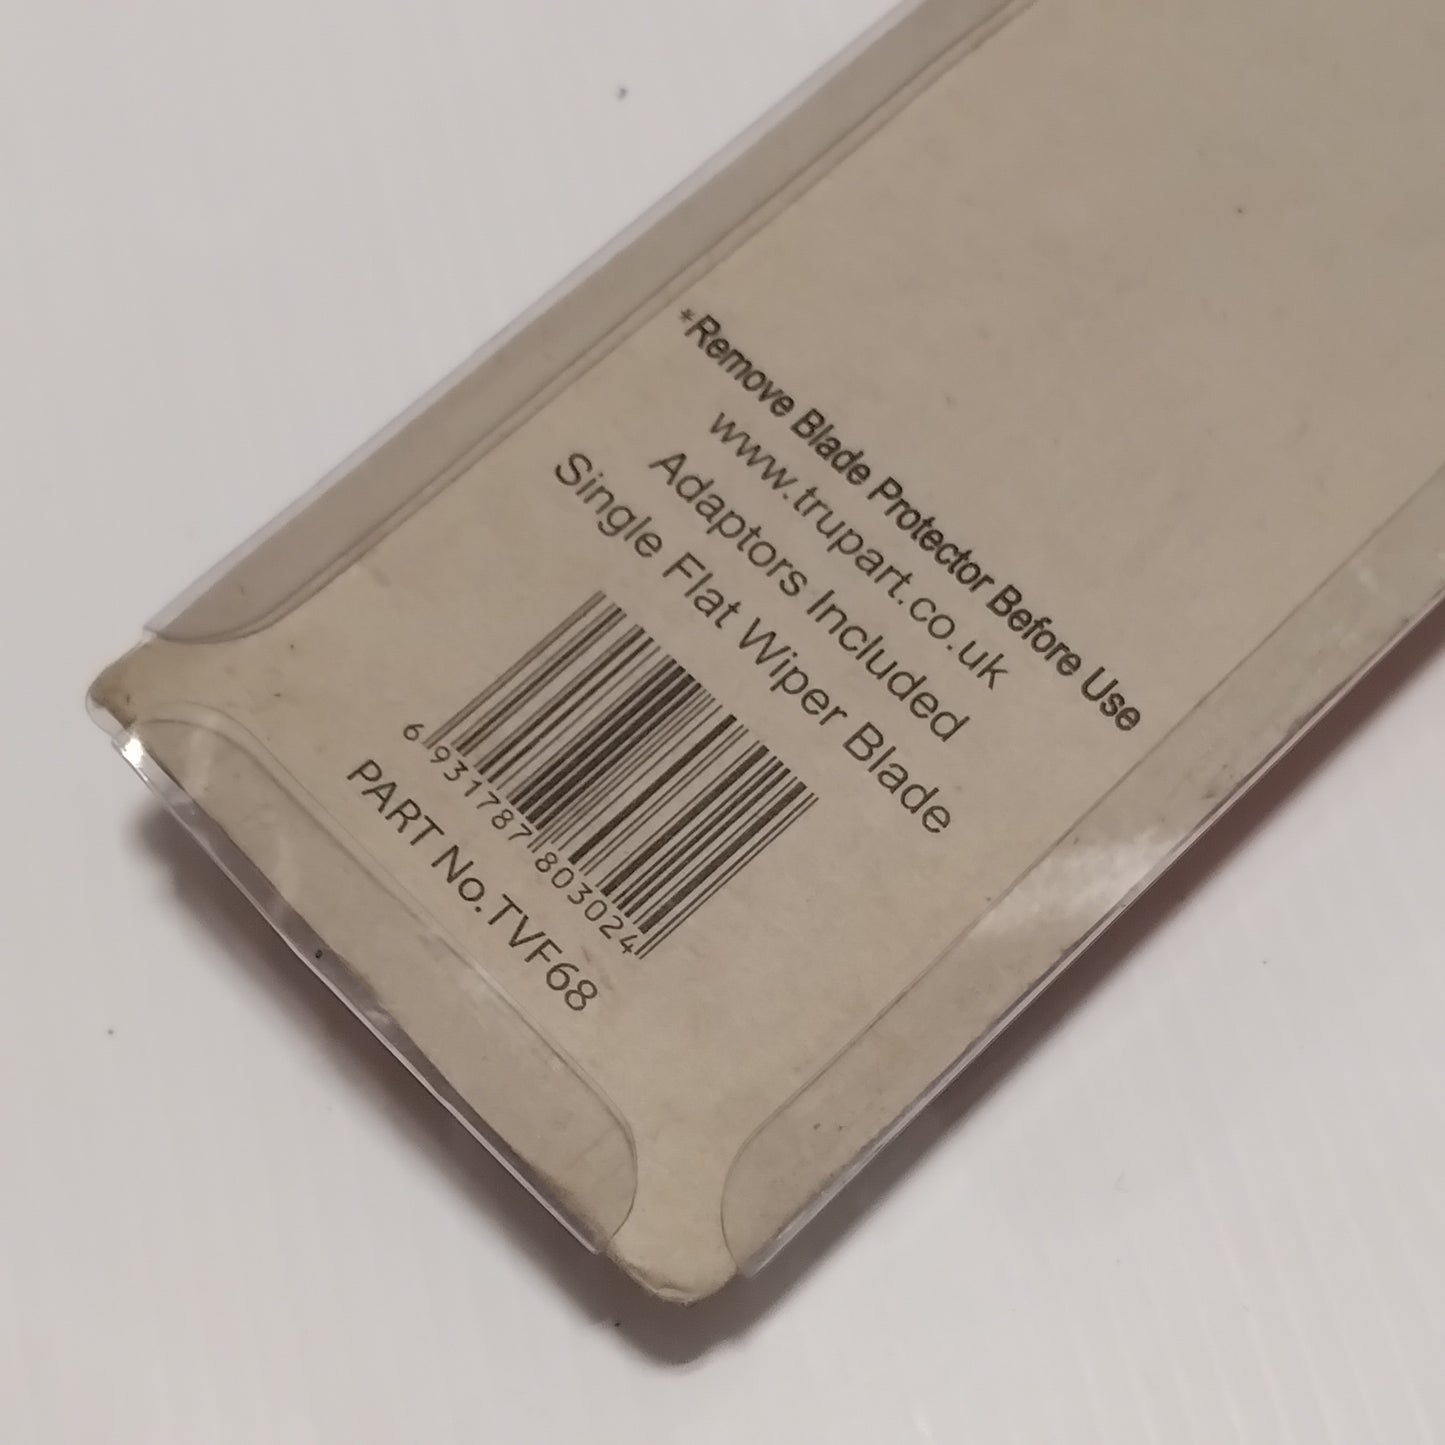 *Remove Blade Protector Before Use
www.trupart.co.uk
Adaptors Included
Single Flat Wiper Blade
6 931787 803024
PART No.TVF68